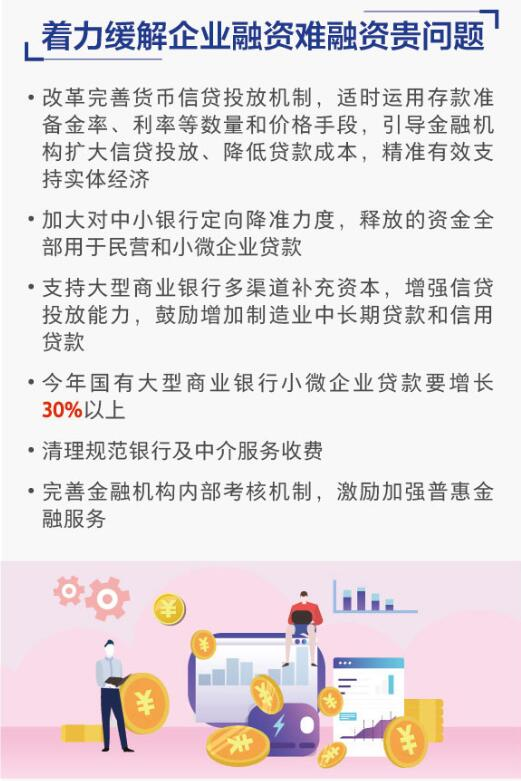 着力缓解企业融资难融资贵问题
• 改革完善货币信贷投放机制，适时运用存款准
备金率、利率等数量和价格手段，引导金融机
构扩大信贷投放、降低贷款成本，精准有效支
持实体经济
• 加大对中小银行定向降准力度，释放的资金全
部用于民营和小微企业贷款
• 支持大型商业银行多渠道补充资本，增强信贷
投放能力，鼓励增加制造业中长期贷款和信用
贷款
• 今年国有大型商业银行小微企业贷款要增长
30%以上
• 清理规范银行及中介服务收费
• 完善金融机构内部考核机制，激励加强普惠金
融服务